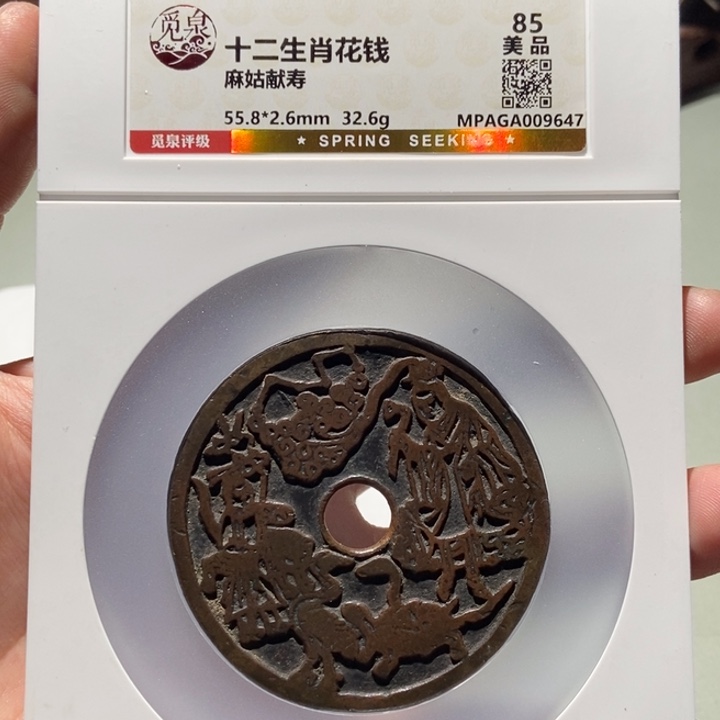 觅泉
十二生肖花钱
麻姑献寿
55.8*2.6mm 32.6g
85
美品
MPAGA009647
觅泉评级
★ SPRING SEEKING ★